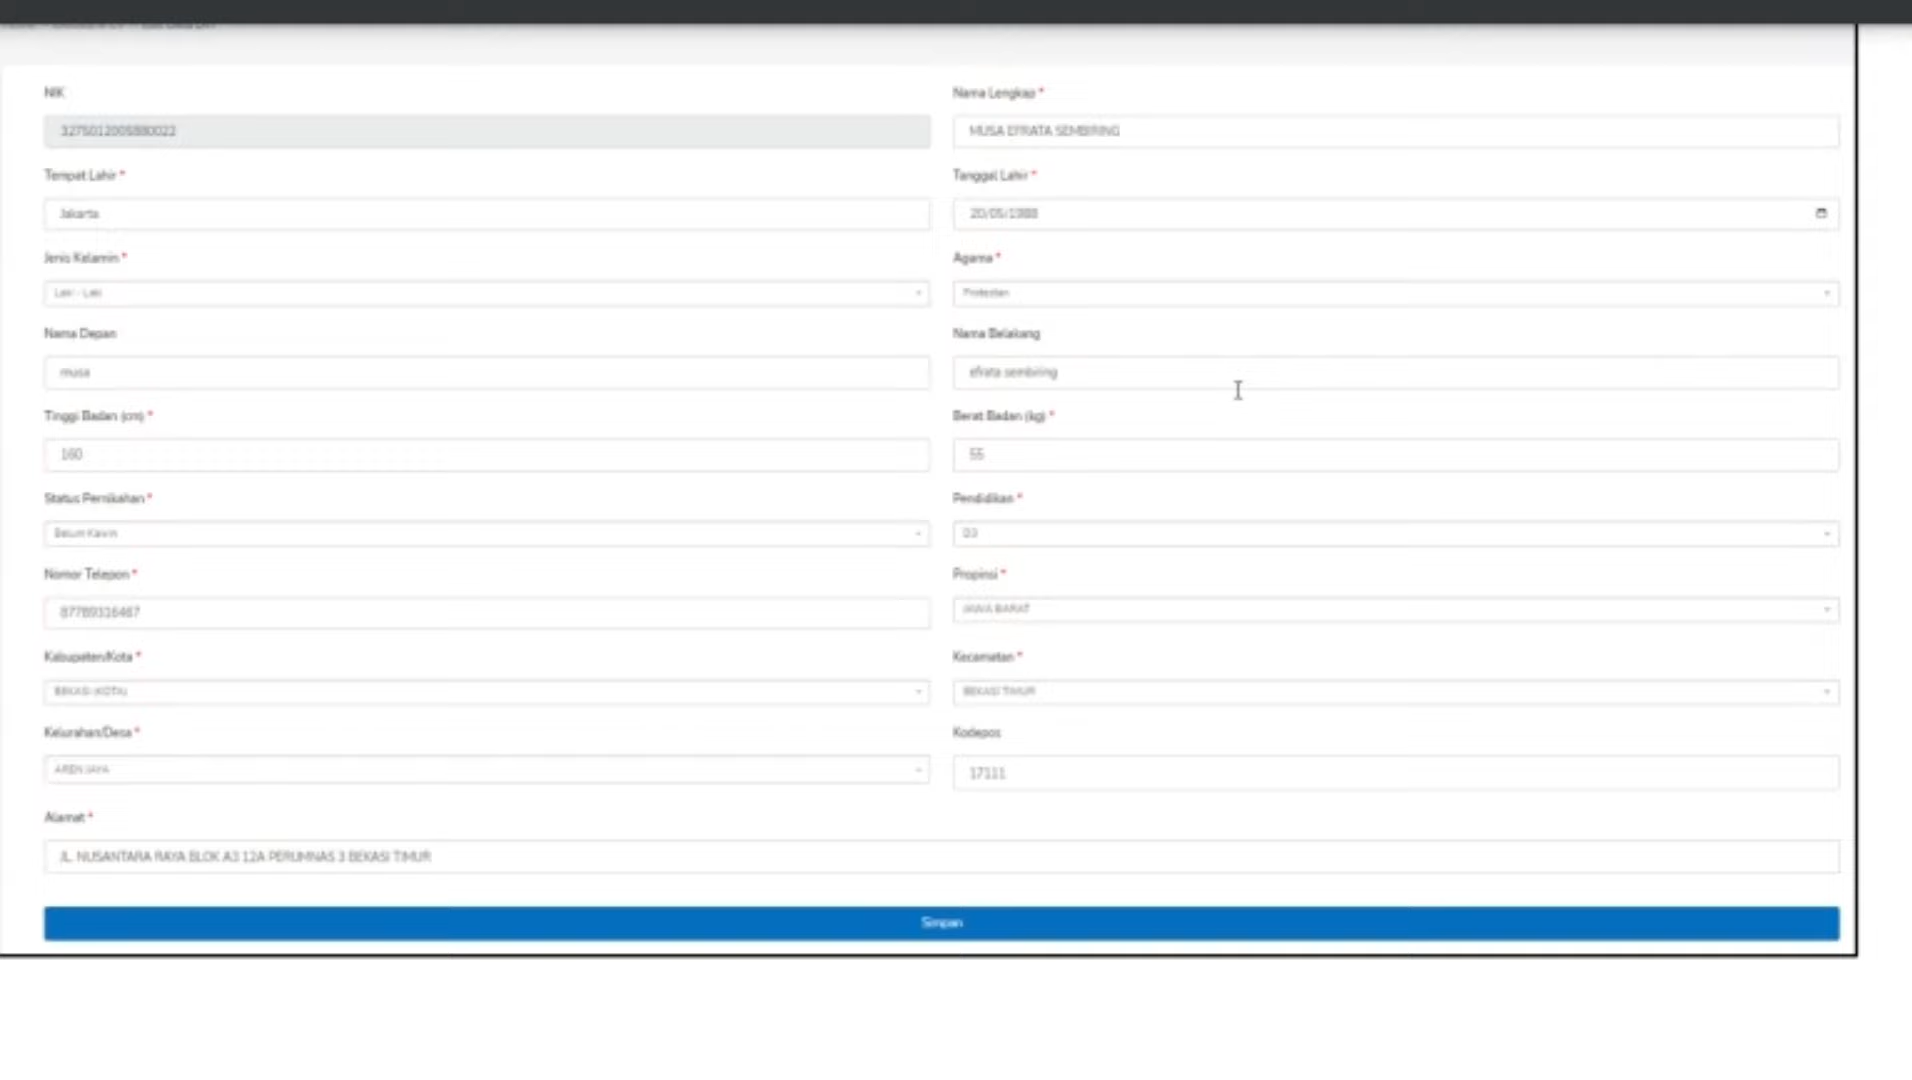 NIK
Nama Lengkap *
3275012005880022
MUSA EFRATA SEMBIRING
Tempat Lahir *
Tanggal Lahir *
Jakarta
20/05/1988
Jenis Kelamin *
Agama *
Laki - Laki
Protestan
Nama Depan
Nama Belakang
musa
efrata sembiring
Tinggi Badan (cm) *
Berat Badan (kg) *
160
55
Status Pernikahan *
Pendidikan *
Belum Kawin
D3
Nomor Telepon *
Propinsi *
87789316467
JAWA BARAT
Kabupaten/Kota *
Kecamatan *
BEKASI (KOTA)
BEKASI TIMUR
Kelurahan/Desa *
Kodepos
AREN JAYA
17111
Alamat *
JL. NUSANTARA RAYA BLOK A3 12A PERUMNAS 3 BEKASI TIMUR
Simpan